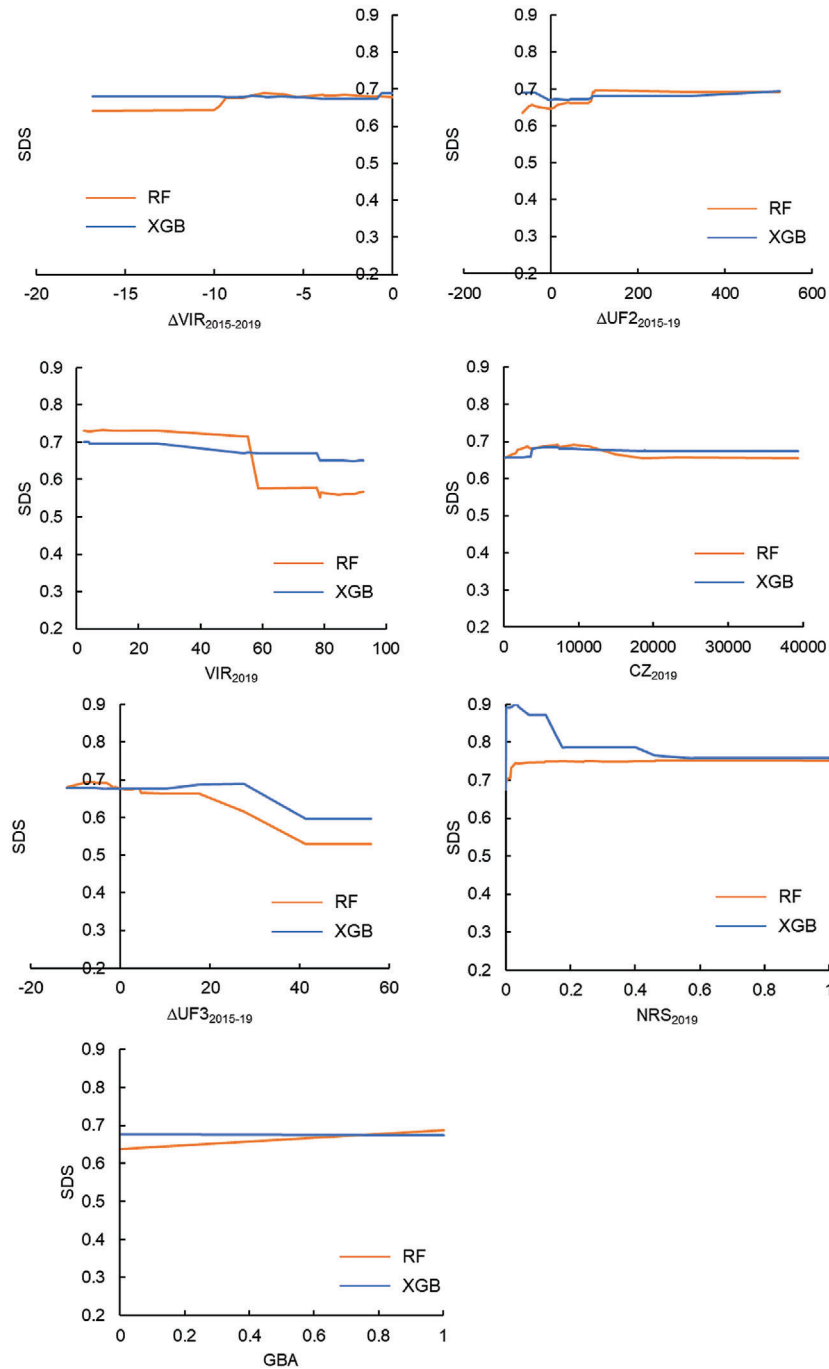 0.9
0.8
0.7
0.6
0.5
0.4
0.3
0.2
SDS
RF
XGB
-20 -15 -10 -5 0
ΔVIR2015-2019
0.9
0.8
0.7
0.6
0.5
0.4
0.3
0.2
SDS
RF
XGB
-200 0 200 400 600
ΔUF22015-19
0.9
0.8
0.7
0.6
0.5
0.4
0.3
0.2
SDS
RF
XGB
0 20 40 60 80 100
VIR2019
0.9
0.8
0.7
0.6
0.5
0.4
0.3
0.2
SDS
RF
XGB
0 10000 20000 30000 40000
CZ2019
0.9
0.8
0.7
0.6
0.5
0.4
0.3
0.2
SDS
RF
XGB
-20 0 20 40 60
ΔUF32015-19
0.9
0.8
0.7
0.6
0.5
0.4
0.3
0.2
SDS
RF
XGB
0 0.2 0.4 0.6 0.8 1
NRS2019
0.9
0.8
0.7
0.6
0.5
0.4
0.3
0.2
SDS
RF
XGB
0 0.2 0.4 0.6 0.8 1
GBA